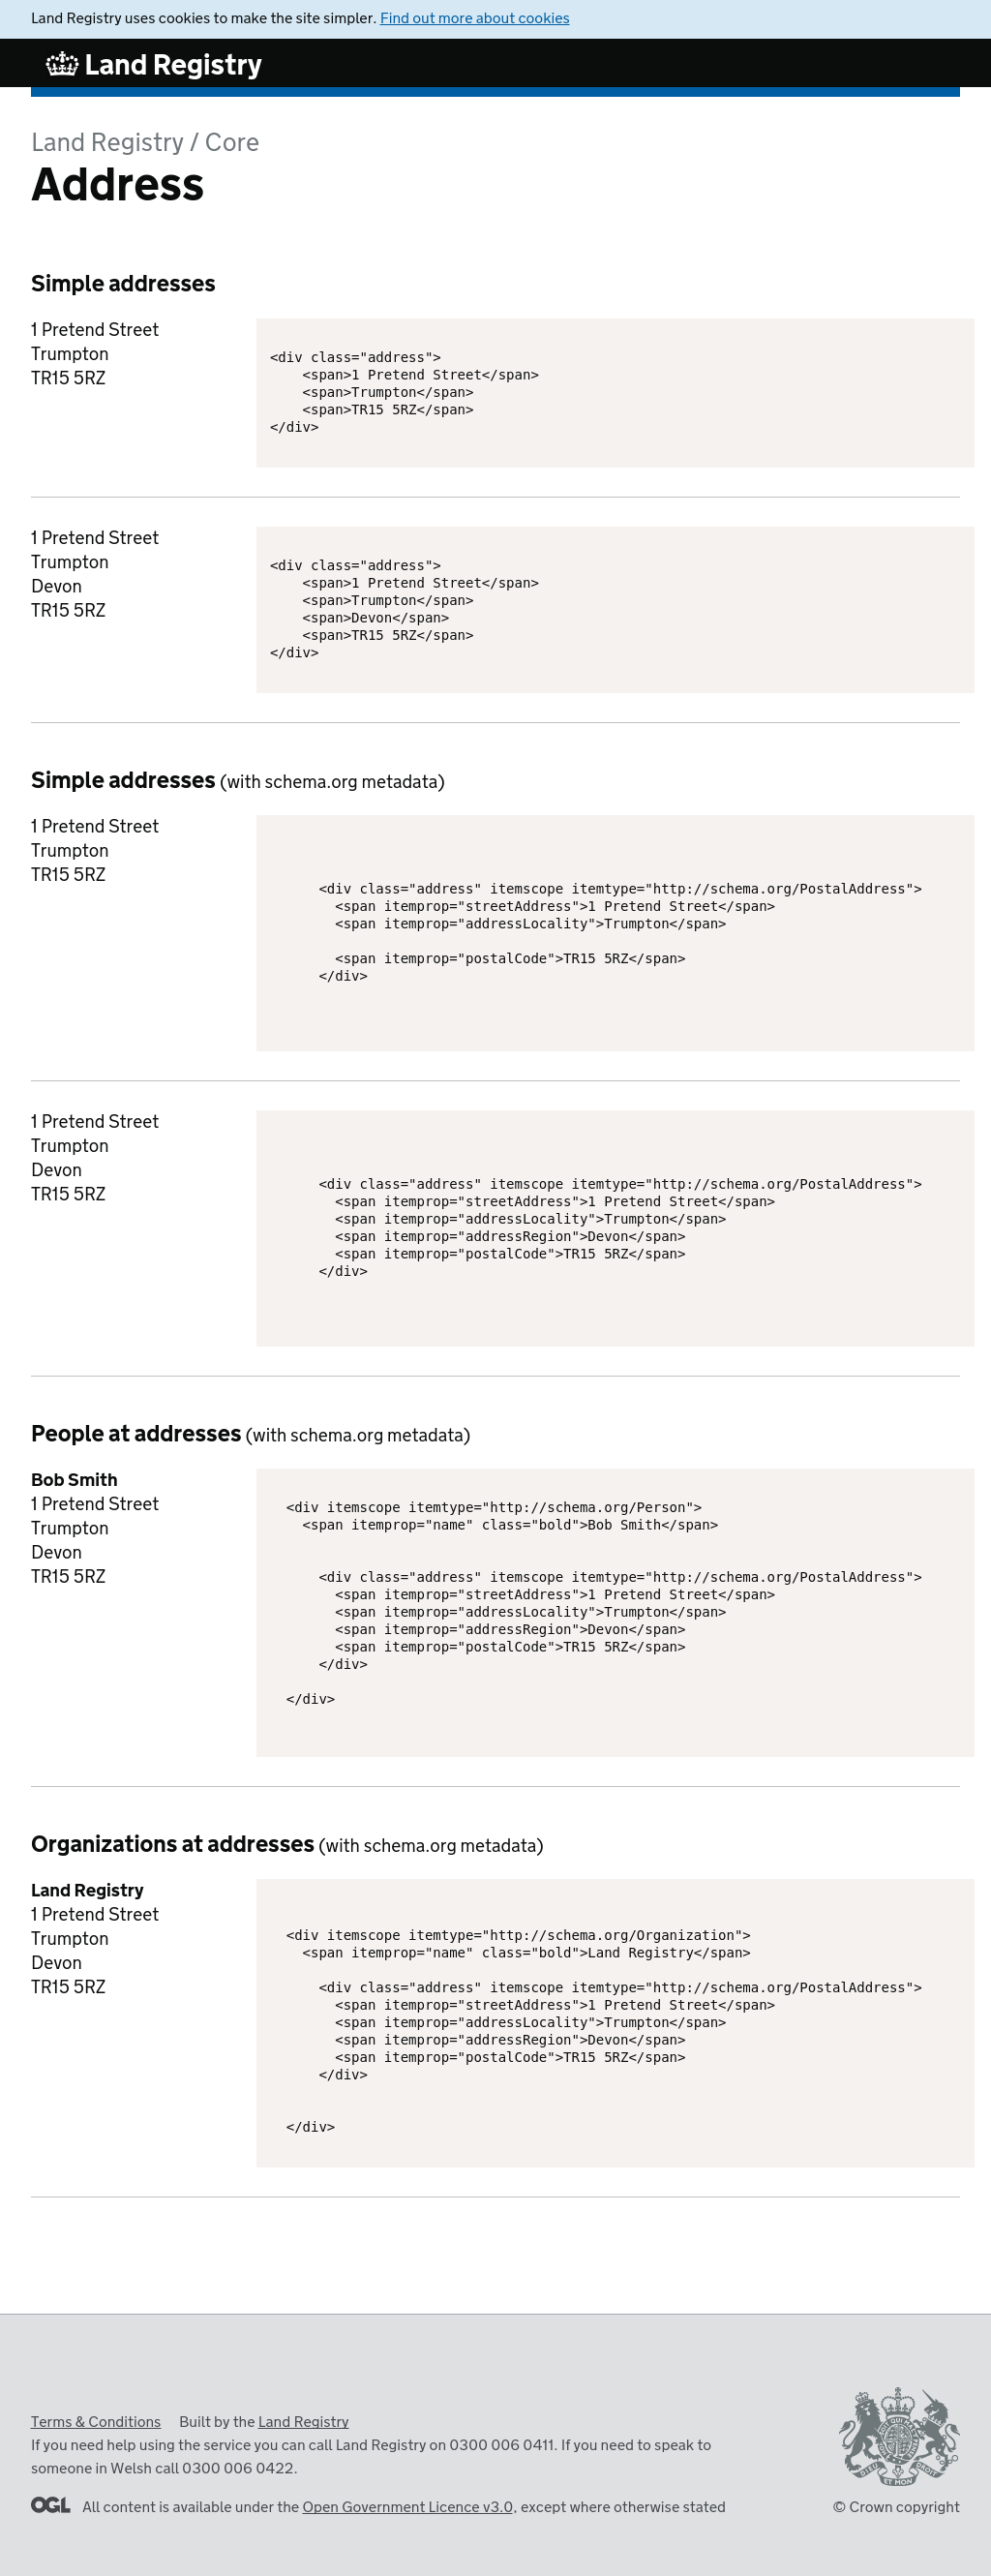 Land Registry uses cookies to make the site simpler. Find out more about cookies
Land Registry
Land Registry / Core
Address
Simple addresses
1 Pretend Street
Trumpton
TR15 5RZ
<div class="address">
    <span>1 Pretend Street</span>
    <span>Trumpton</span>
    <span>TR15 5RZ</span>
</div>
1 Pretend Street
Trumpton
Devon
TR15 5RZ
<div class="address">
    <span>1 Pretend Street</span>
    <span>Trumpton</span>
    <span>Devon</span>
    <span>TR15 5RZ</span>
</div>
Simple addresses (with schema.org metadata)
1 Pretend Street
Trumpton
TR15 5RZ
<div class="address" itemscope itemtype="http://schema.org/PostalAddress">
  <span itemprop="streetAddress">1 Pretend Street</span>
  <span itemprop="addressLocality">Trumpton</span>
  <span itemprop="postalCode">TR15 5RZ</span>
</div>
1 Pretend Street
Trumpton
Devon
TR15 5RZ
<div class="address" itemscope itemtype="http://schema.org/PostalAddress">
  <span itemprop="streetAddress">1 Pretend Street</span>
  <span itemprop="addressLocality">Trumpton</span>
  <span itemprop="addressRegion">Devon</span>
  <span itemprop="postalCode">TR15 5RZ</span>
</div>
People at addresses (with schema.org metadata)
Bob Smith
1 Pretend Street
Trumpton
Devon
TR15 5RZ
<div itemscope itemtype="http://schema.org/Person">
  <span itemprop="name" class="bold">Bob Smith</span>
    <div class="address" itemscope itemtype="http://schema.org/PostalAddress">
      <span itemprop="streetAddress">1 Pretend Street</span>
      <span itemprop="addressLocality">Trumpton</span>
      <span itemprop="addressRegion">Devon</span>
      <span itemprop="postalCode">TR15 5RZ</span>
    </div>
</div>
Organizations at addresses (with schema.org metadata)
Land Registry
1 Pretend Street
Trumpton
Devon
TR15 5RZ
<div itemscope itemtype="http://schema.org/Organization">
  <span itemprop="name" class="bold">Land Registry</span>
    <div class="address" itemscope itemtype="http://schema.org/PostalAddress">
      <span itemprop="streetAddress">1 Pretend Street</span>
      <span itemprop="addressLocality">Trumpton</span>
      <span itemprop="addressRegion">Devon</span>
      <span itemprop="postalCode">TR15 5RZ</span>
    </div>
</div>
Terms & Conditions Built by the Land Registry
If you need help using the service you can call Land Registry on 0300 006 0411. If you need to speak to
someone in Welsh call 0300 006 0422.
OGL All content is available under the Open Government Licence v3.0, except where otherwise stated
© Crown copyright